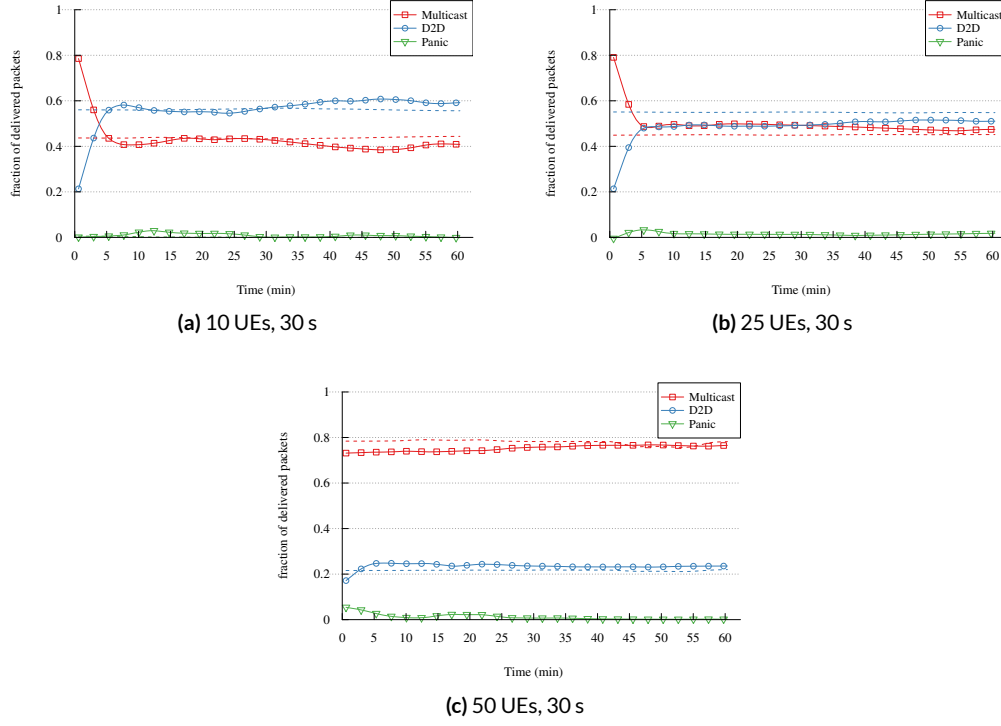 fraction of delivered packets
1
0.8
0.6
0.4
0.2
0
Multicast
D2D
Panic
0 5 10 15 20 25 30 35 40 45 50 55 60
Time (min)
(a) 10 UEs, 30 s
fraction of delivered packets
1
0.8
0.6
0.4
0.2
0
Multicast
D2D
Panic
0 5 10 15 20 25 30 35 40 45 50 55 60
Time (min)
(b) 25 UEs, 30 s
fraction of delivered packets
1
0.8
0.6
0.4
0.2
0
Multicast
D2D
Panic
0 5 10 15 20 25 30 35 40 45 50 55 60
Time (min)
(c) 50 UEs, 30 s